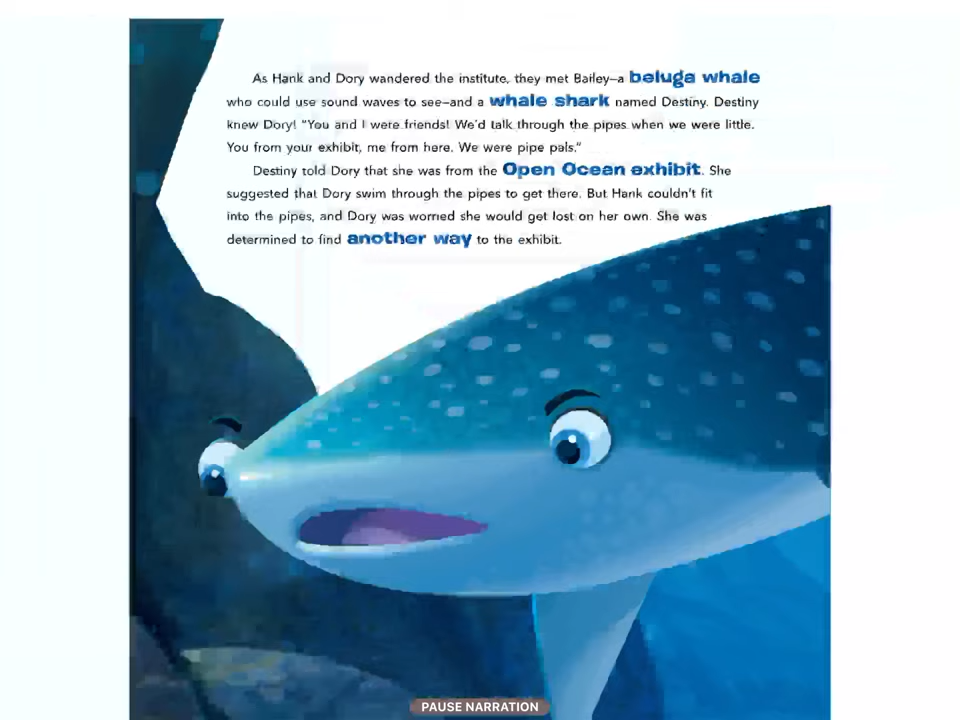 As Hank and Dory wandered the institute, they met Bailey—a beluga whale
who could use sound waves to see—and a whale shark named Destiny. Destiny
knew Dory! "You and I were friends! We'd talk through the pipes when we were little.
You from your exhibit, me from here. We were pipe pals."
Destiny told Dory that she was from the Open Ocean exhibit. She
suggested that Dory swim through the pipes to get there. But Hank couldn't fit
into the pipes, and Dory was worried she would get lost on her own. She was
determined to find another way to the exhibit.
PAUSE NARRATION